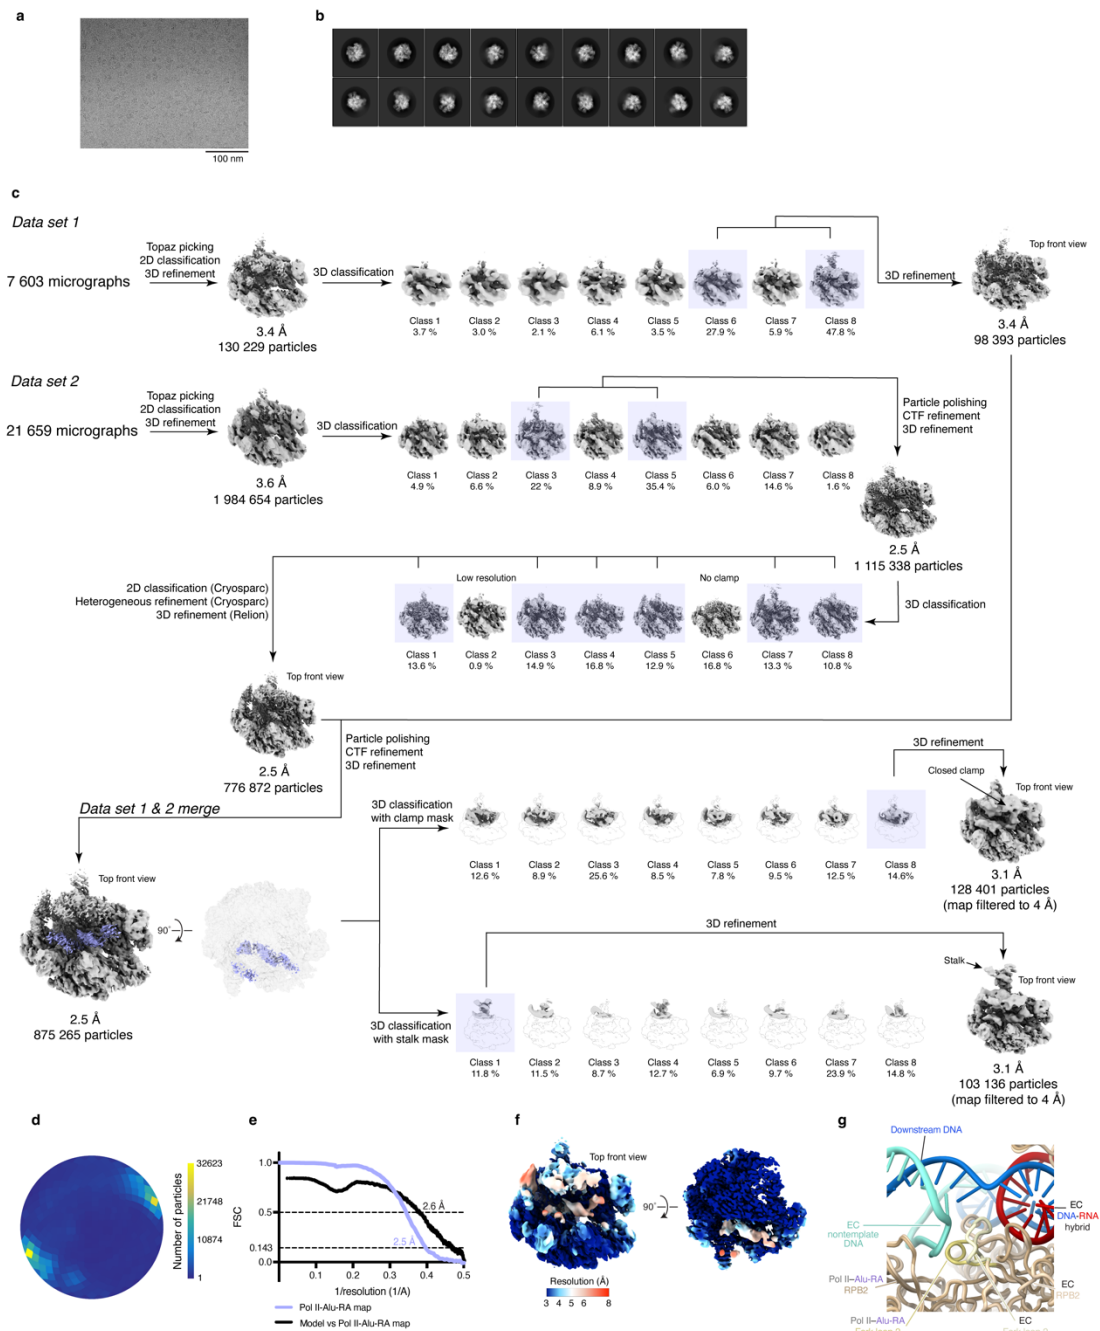 a
b
100 nm
c
Data set 1
7 603 micrographs
Topaz picking
2D classification
3D refinement
3.4 Å
130 229 particles
3D classification
Class 1
3.7 %
Class 2
3.0 %
Class 3
2.1 %
Class 4
6.1 %
Class 5
3.5 %
Class 6
27.9 %
Class 7
5.9 %
Class 8
47.8 %
3D refinement
Top front view
3.4 Å
98 393 particles
Data set 2
21 659 micrographs
Topaz picking
2D classification
3D refinement
3.6 Å
1 984 654 particles
3D classification
Class 1
4.9 %
Class 2
6.6 %
Class 3
22 %
Class 4
8.9 %
Class 5
35.4 %
Class 6
6.0 %
Class 7
14.6 %
Class 8
1.6 %
Particle polishing
CTF refinement
3D refinement
2.5 Å
1 115 338 particles
3D classification
Low resolution
No clamp
Class 1
13.6 %
Class 2
0.9 %
Class 3
14.9 %
Class 4
16.8 %
Class 5
12.9 %
Class 6
16.8 %
Class 7
13.3 %
Class 8
10.8 %
2D classification (Cryosparc)
Heterogeneous refinement (Cryosparc)
3D refinement (Relion)
Top front view
2.5 Å
776 872 particles
Particle polishing
CTF refinement
3D refinement
Data set 1 & 2 merge
Top front view
90°
2.5 Å
875 265 particles
3D classification
with clamp mask
Class 1
12.6 %
Class 2
8.9 %
Class 3
25.6 %
Class 4
8.5 %
Class 5
7.8 %
Class 6
9.5 %
Class 7
12.5 %
Class 8
14.6%
3D refinement
Closed clamp
Top front view
3.1 Å
128 401 particles
(map filtered to 4 Å)
3D classification
with stalk mask
Class 1
11.8 %
Class 2
11.5 %
Class 3
8.7 %
Class 4
12.7 %
Class 5
6.9 %
Class 6
9.7 %
Class 7
23.9 %
Class 8
14.8 %
3D refinement
Stalk
Top front view
3.1 Å
103 136 particles
(map filtered to 4 Å)
d
32623
21748
10874
1
Number of particles
e
FSC
1.0
0.5
0.143
0.0
2.6 Å
2.5 Å
0.1
0.2
0.3
0.4
0.5
1/resolution (1/A)
Pol II-Alu-RA map
Model vs Pol II-Alu-RA map
f
Top front view
90°
Resolution (Å)
3 4 5 6 8
g
Downstream DNA
EC
nontemplate
DNA
EC
DNA-RNA
hybrid
Pol II–Alu-RA
RPB2
EC
RPB2
Pol II–Alu-RA
EC